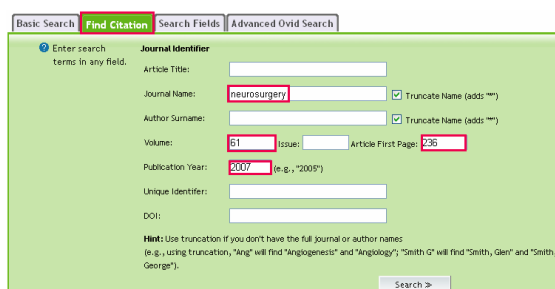 Basic Search Find Citation Search Fields Advanced Ovid Search
Enter search terms in any field.
Journal Identifier
Article Title:
Journal Name: neurosurgery Truncate Name (adds "*")
Author Surname: Truncate Name (adds "*")
Volume: 61 Issue: Article First Page: 236
Publication Year: 2007 (e.g., "2005")
Unique Identifer:
DOI:
Hint: Use truncation if you don't have the full journal or author names
(e.g., using truncation, "Ang" will find "Angiogenesis" and "Angiology"; "Smith G" will find "Smith, Glen" and "Smith,
George").
Search »